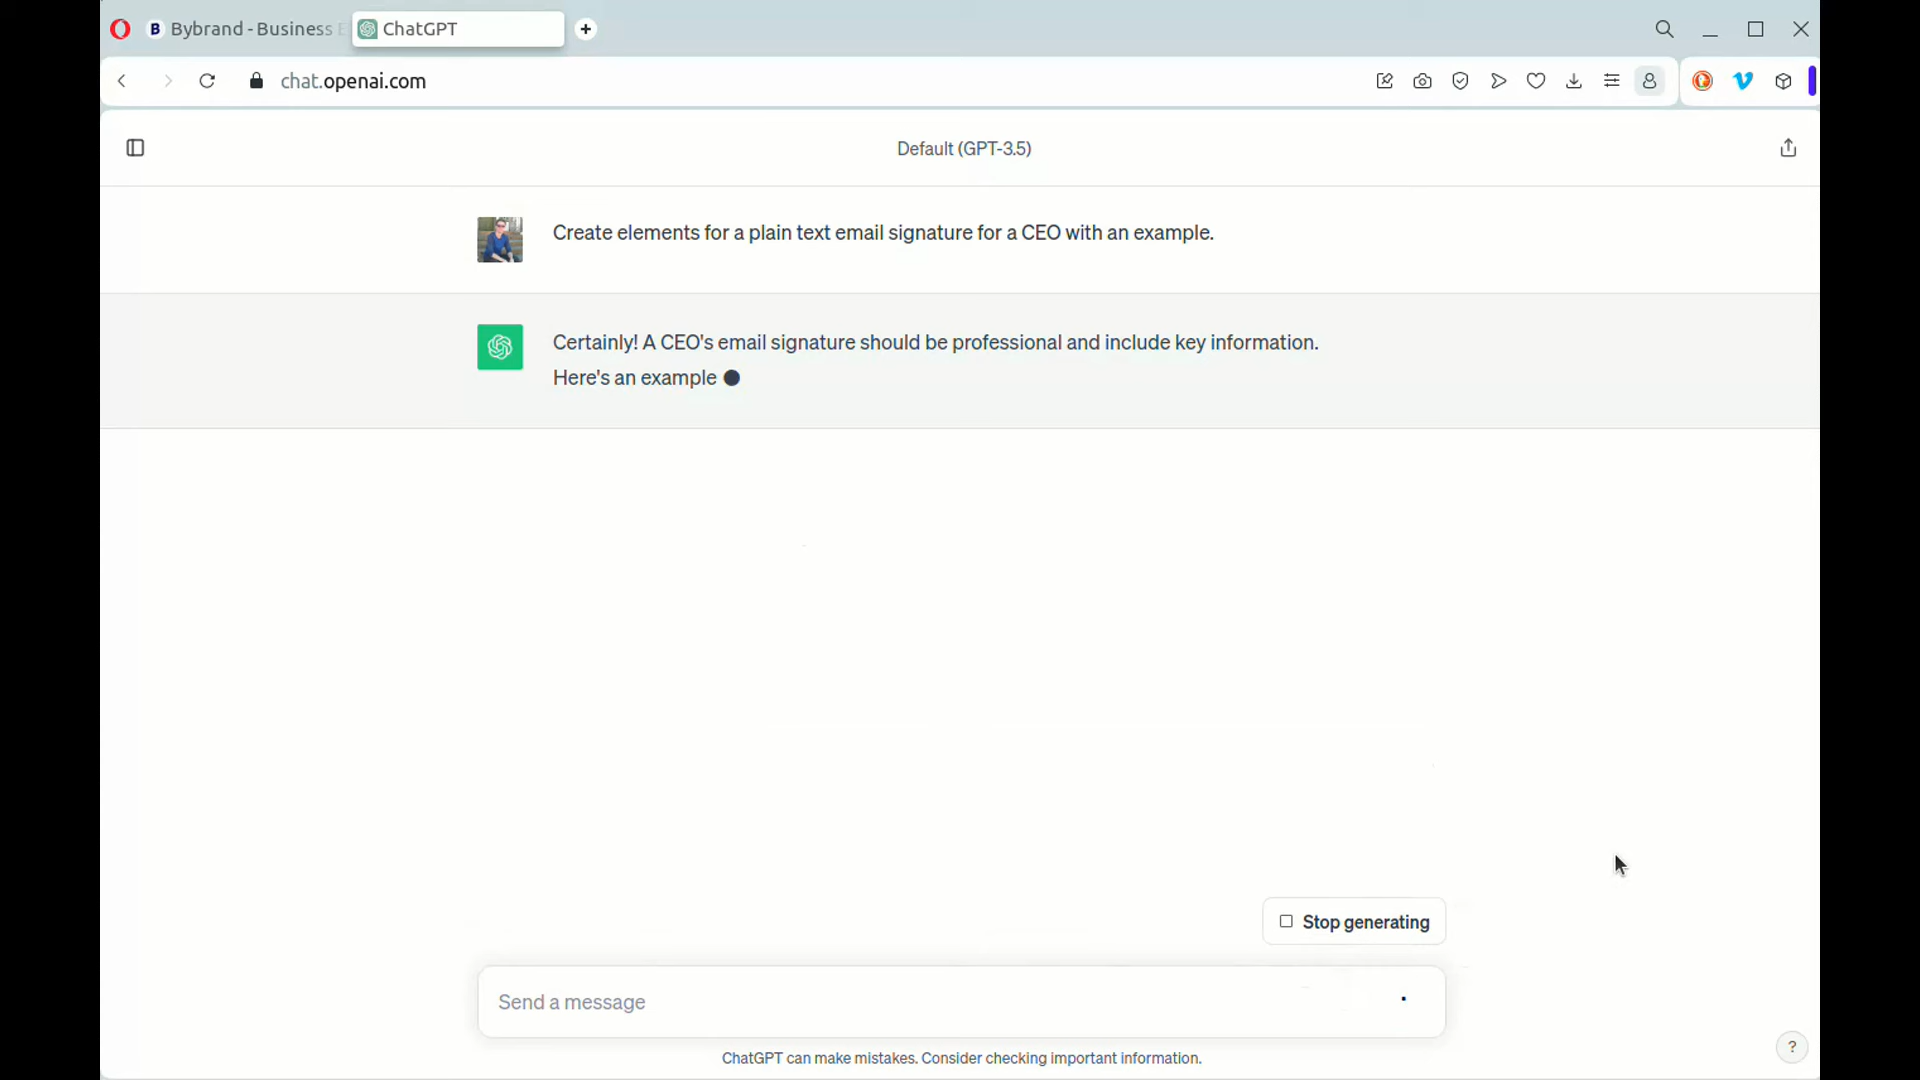 Bybrand - Business
ChatGPT
chat.openai.com
Default (GPT-3.5)
Create elements for a plain text email signature for a CEO with an example.
Certainly! A CEO's email signature should be professional and include key information.
Here's an example
Stop generating
Send a message
ChatGPT can make mistakes. Consider checking important information.
?